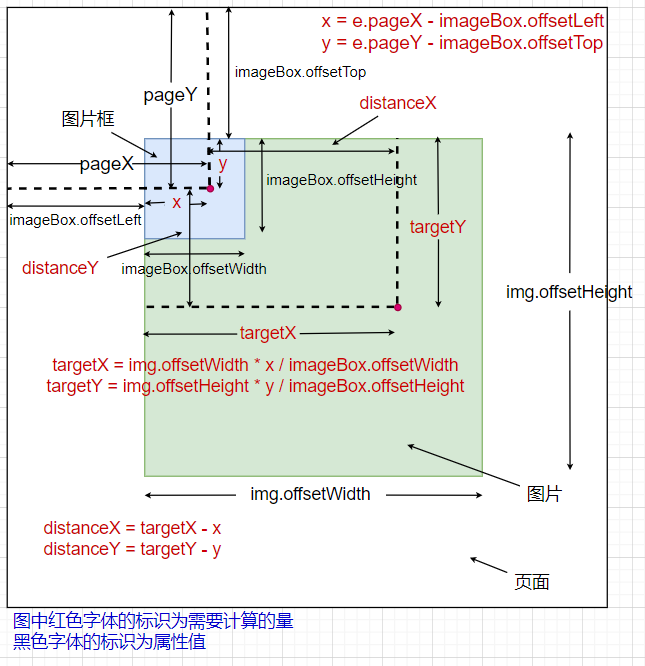 x = e.pageX - imageBox.offsetLeft
y = e.pageY - imageBox.offsetTop
imageBox.offsetTop
pageY
distanceX
图片框
pageX
y
imageBox.offsetHeight
x
imageBox.offsetLeft
targetY
distanceY
imageBox.offsetWidth
img.offsetHeight
targetX
targetX = img.offsetWidth * x / imageBox.offsetWidth
targetY = img.offsetHeight * y / imageBox.offsetHeight
img.offsetWidth
图片
distanceX = targetX - x
distanceY = targetY - y
页面
图中红色字体的标识为需要计算的量
黑色字体的标识为属性值